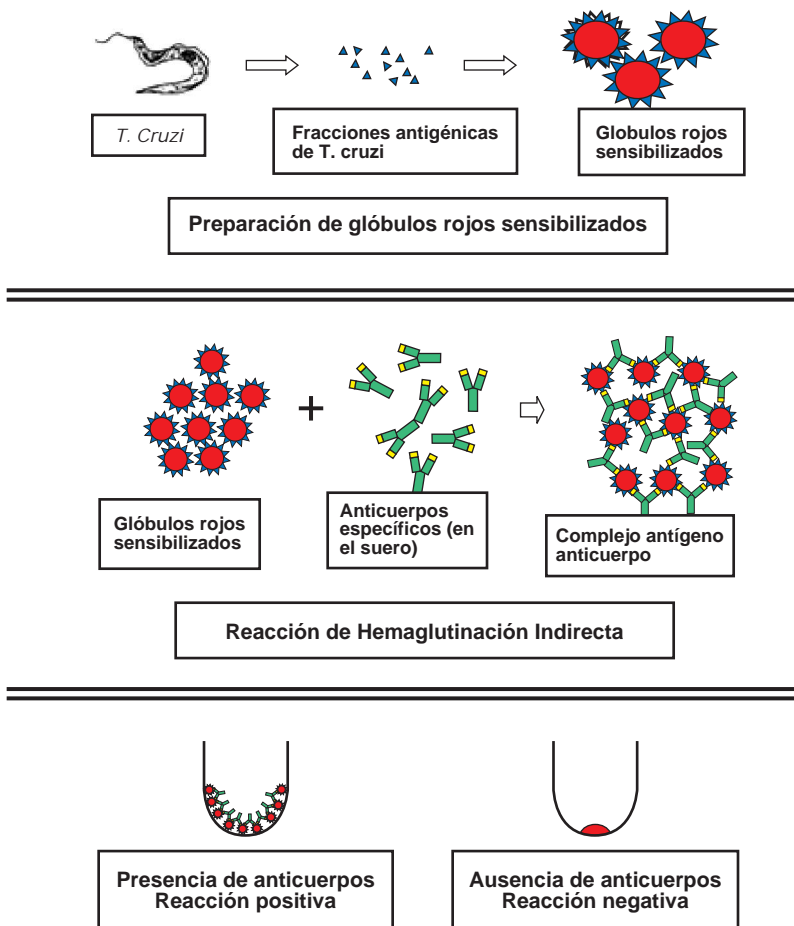 T. Cruzi
Fracciones antigénicas
de T. cruzi
Globulos rojos
sensibilizados
Preparación de glóbulos rojos sensibilizados
+
Glóbulos rojos
sensibilizados
Anticuerpos
específicos (en
el suero)
Complejo antígeno
anticuerpo
Reacción de Hemaglutinación Indirecta
Presencia de anticuerpos
Reacción positiva
Ausencia de anticuerpos
Reacción negativa